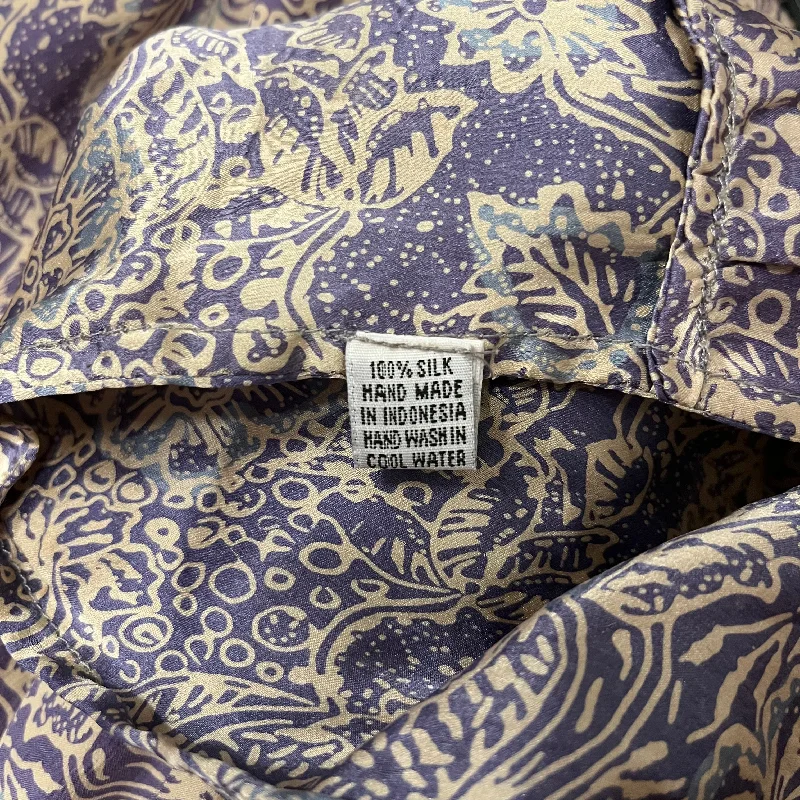 100% SILK
HAND MADE
IN INDONESIA
HAND WASH IN
COOL WATER